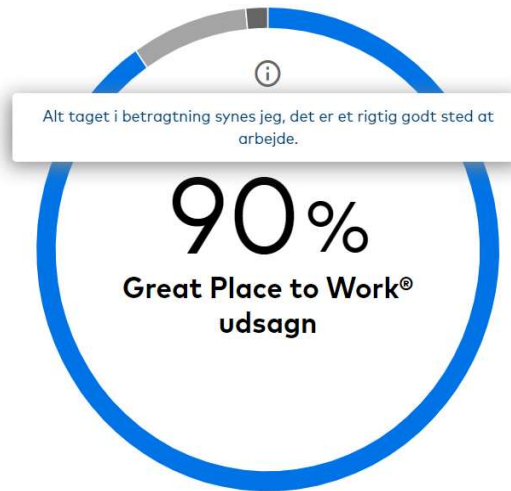 Alt taget i betragtning synes jeg, det er et rigtig godt sted at
arbejde.
90%
Great Place to Work®
udsagn